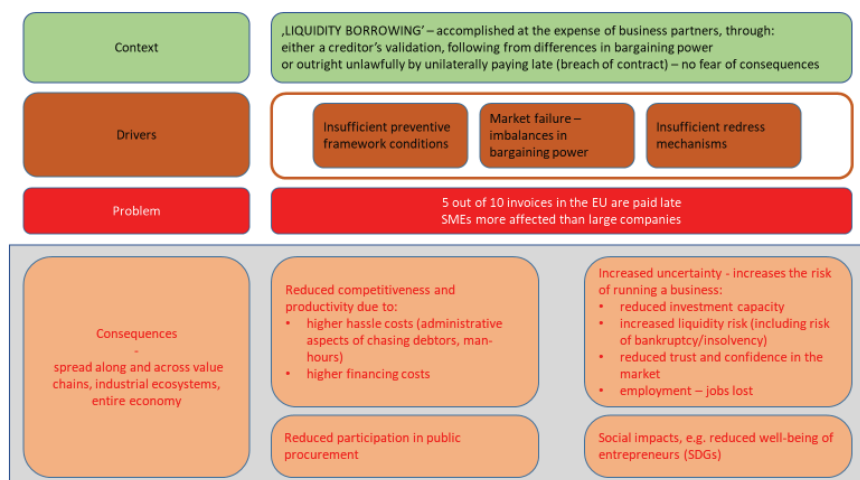 Context
‚LIQUIDITY BORROWING’ – accomplished at the expense of business partners, through:
either a creditor’s validation, following from differences in bargaining power
or outright unlawfully by unilaterally paying late (breach of contract) – no fear of consequences
Drivers
Insufficient preventive
framework conditions
Market failure –
imbalances in
bargaining power
Insufficient redress
mechanisms
Problem
5 out of 10 invoices in the EU are paid late
SMEs more affected than large companies
Consequences
-
spread along and across value
chains, industrial ecosystems,
entire economy
Reduced competitiveness and
productivity due to:
• higher hassle costs (administrative
aspects of chasing debtors, man-
hours)
• higher financing costs
Increased uncertainty - increases the risk
of running a business:
• reduced investment capacity
• increased liquidity risk (including risk
of bankruptcy/insolvency)
• reduced trust and confidence in the
market
• employment – jobs lost
Reduced participation in public
procurement
Social impacts, e.g. reduced well-being of
entrepreneurs (SDGs)